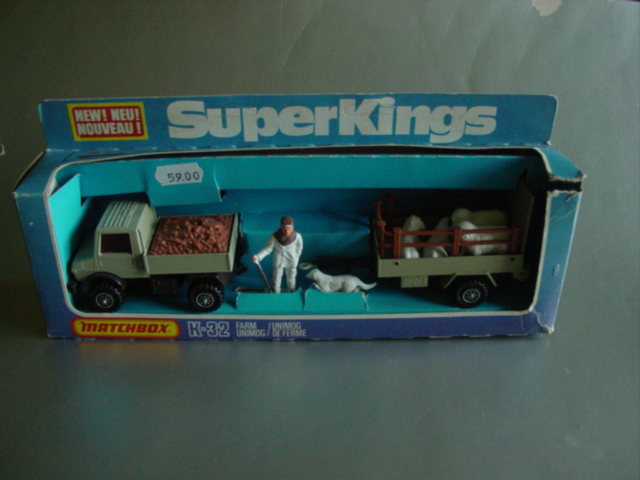 NEW! NEU!
NOUVEAU!
SuperKings
59.00
MATCHBOX
K-32
FARM
UNIMOG / UNIMOG
DE FERME